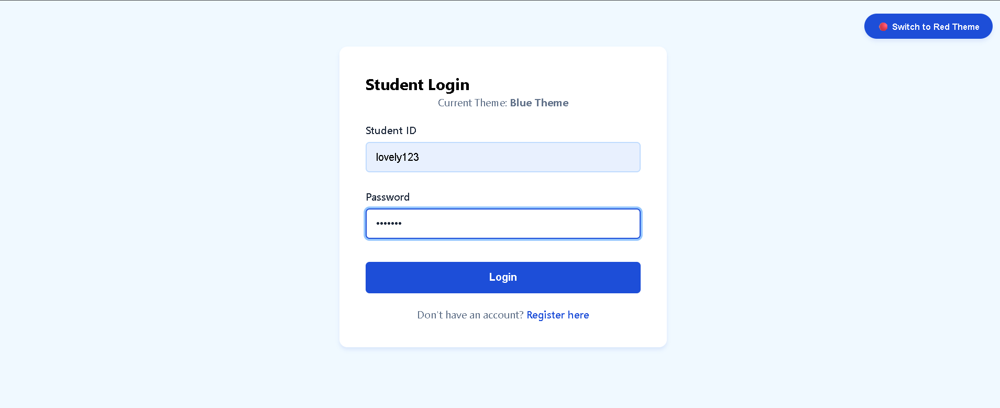 🔴 Switch to Red Theme
Student Login
Current Theme: Blue Theme
Student ID
lovely123
Password
•••••••
Login
Don't have an account? Register here